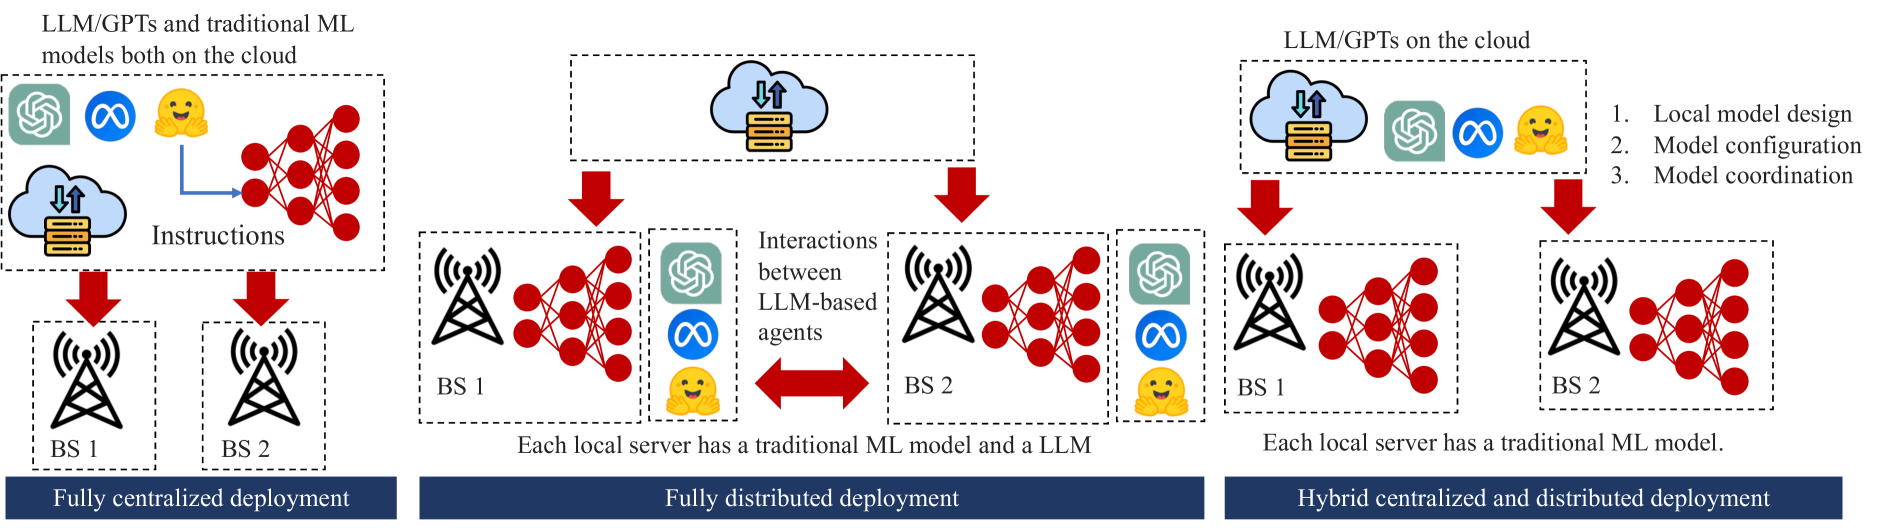 LLM/GPTs and traditional ML
models both on the cloud
Instructions
BS 1
BS 2
Fully centralized deployment
BS 1
Interactions
between
LLM-based
agents
BS 2
Each local server has a traditional ML model and a LLM
Fully distributed deployment
LLM/GPTs on the cloud
1. Local model design
2. Model configuration
3. Model coordination
BS 1
BS 2
Each local server has a traditional ML model.
Hybrid centralized and distributed deployment